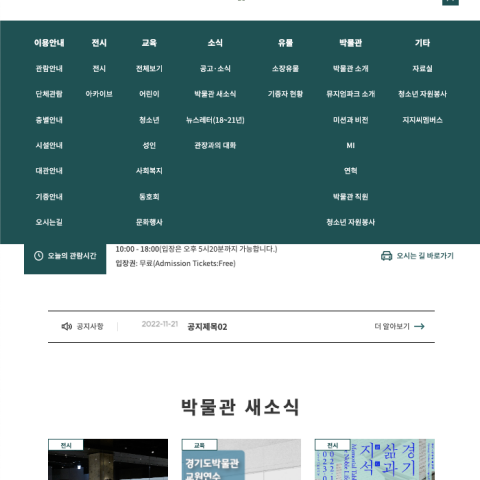 이용안내 전시 교육 소식 유물 박물관 기타
관람안내 전시 전체보기 공고·소식 소장유물 박물관 소개 자료실
단체관람 아카이브 어린이 박물관 새소식 기증자 현황 뮤지엄파크 소개 청소년 자원봉사
층별안내 청소년 뉴스레터(18~21년) 미션과 비전 지지씨멤버스
시설안내 성인 관장과의 대화 MI
대관안내 사회복지 연혁
기증안내 동호회 박물관 직원
오시는길 문화행사 청소년 자원봉사
오늘의 관람시간
10:00 - 18:00(입장은 오후 5시20분까지 가능합니다.)
입장권: 무료(Admission Tickets:Free)
오시는 길 바로가기
공지사항 2022-11-21 공지제목02 더 알아보기
박물관 새소식
전시 교육 전시
경기도박물관
교원연수
경기
삶과
지석